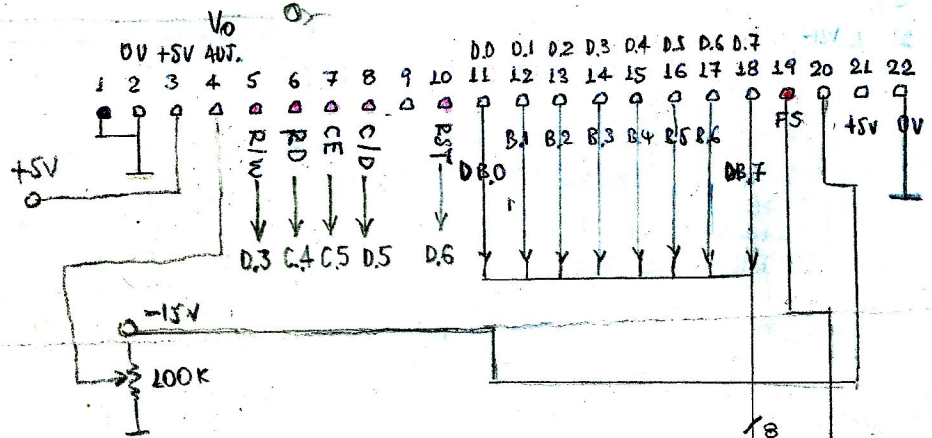 Vo
0V +5V ADJ.
D.0 D.1 D.2 D.3 D.4 D.5 D.6 D.7
1 2 3 4 5 6 7 8 9 10 11 12 13 14 15 16 17 18 19 20 21 22
R/W RD CE C/D RST FS +5V 0V
B.1 B.2 B.3 B.4 B.5 B.6
+5V
DB.0 DB.7
D.3 C.4 C.5 D.5 D.6
-15V
100K
8